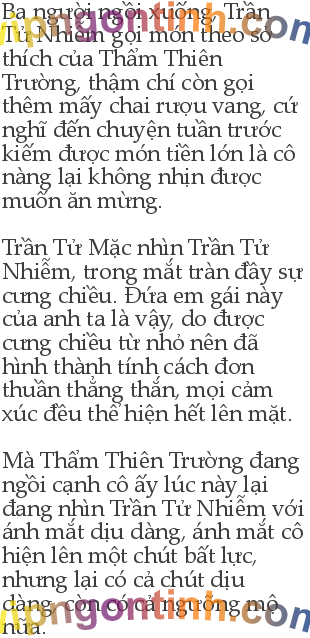 Ba người ngồi xuống, Trần
Tử Nhiễm gọi món theo sở
thích của Thẩm Thiên
Trường, thậm chí còn gọi
thêm mấy chai rượu vang, cứ
nghĩ đến chuyện tuần trước
kiếm được món tiền lớn là cô
nàng lại không nhịn được
muốn ăn mừng.

Trần Tử Mặc nhìn Trần Tử
Nhiễm, trong mắt tràn đầy sự
cưng chiều. Đứa em gái này
của anh ta là vậy, do được
cưng chiều từ nhỏ nên đã
hình thành tính cách đơn
thuần thẳng thắn, mọi cảm
xúc đều thể hiện hết lên mặt.

Mà Thẩm Thiên Trường đang
ngồi cạnh cô ấy lúc này lại
đang nhìn Trần Tử Nhiễm với
ánh mắt dịu dàng, ánh mắt cô
hiện lên một chút bất lực,
nhưng lại có cả chút dịu
dàng, còn có cả ngưỡng mộ
nữa.